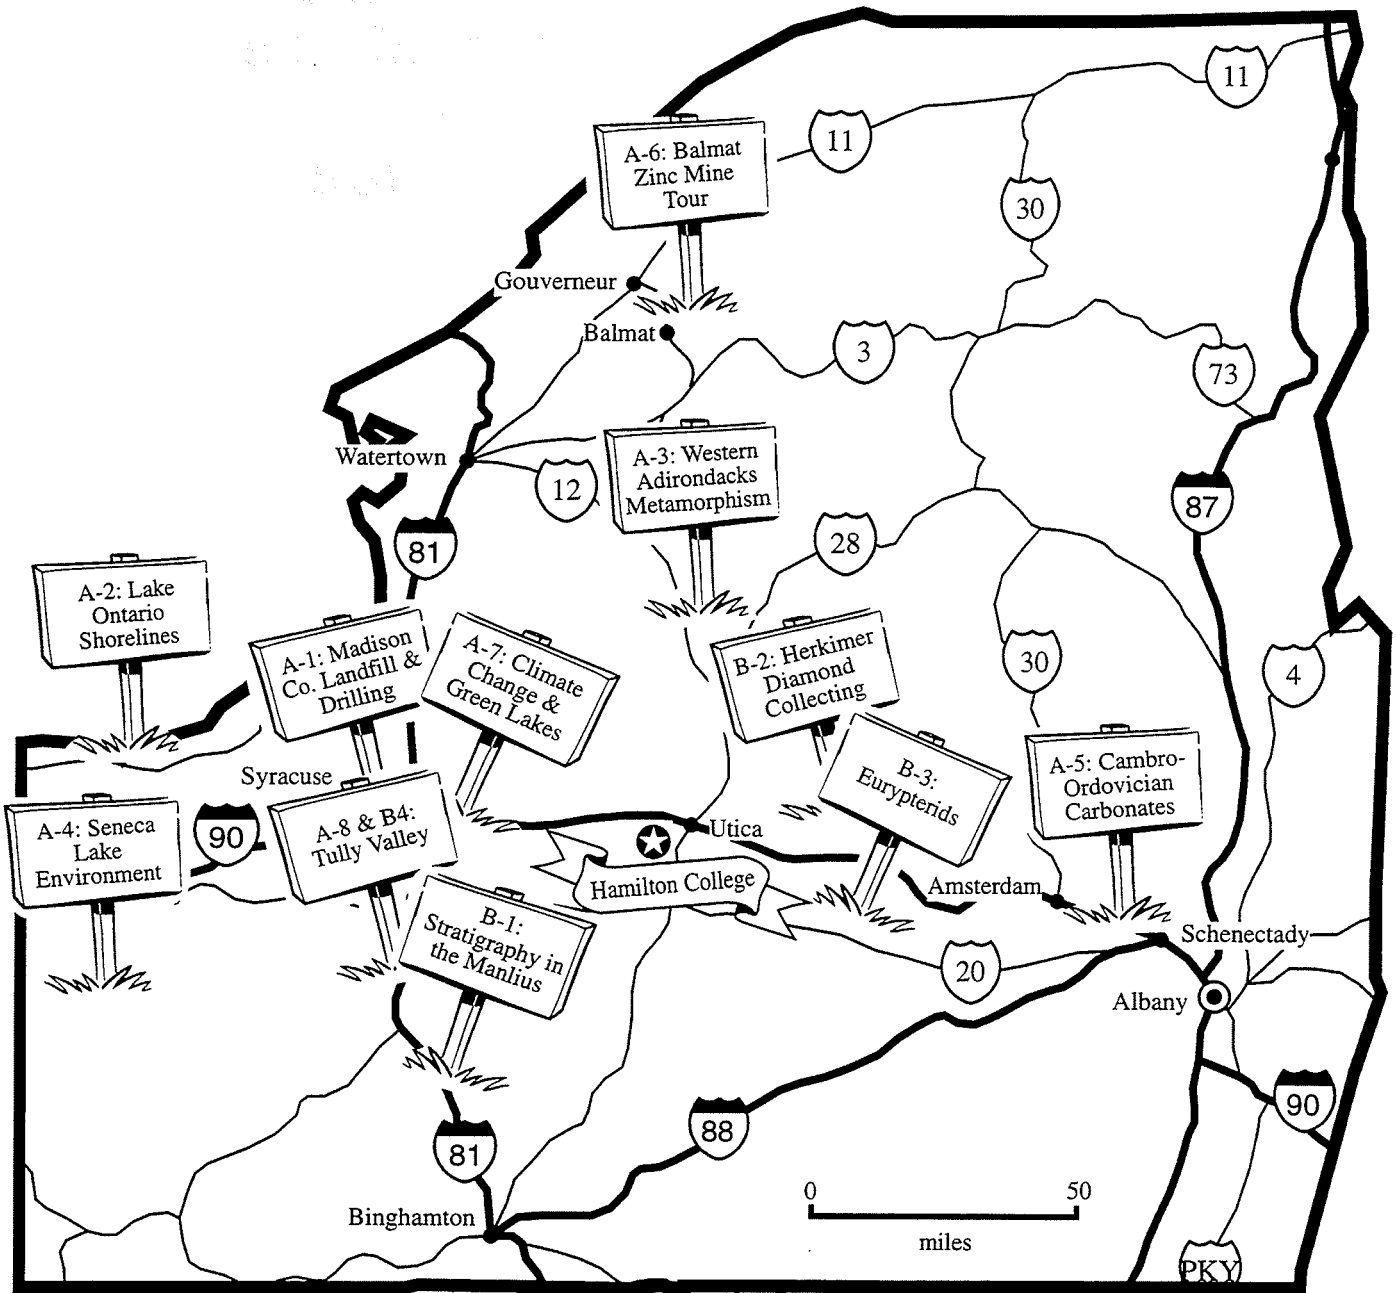 11
A-6: Balmat
Zinc Mine
Tour
11
30
Gouverneur
Balmat
3
73
Watertown
12
A-3: Western
Adirondacks
Metamorphism
87
81
28
A-2: Lake
Ontario
Shorelines
A-1: Madison
Co. Landfill &
Drilling
A-7: Climate
Change &
Green Lakes
B-2: Herkimer
Diamond
Collecting
30
4
Syracuse
B-3:
Eurypterids
A-5: Cambro-
Ordovician
Carbonates
A-4: Seneca
Lake
Environment
90
A-8 & B4:
Tully Valley
Utica
Hamilton College
Amsterdam
B-1:
Stratigraphy in
the Manlius
Schenectady
20
Albany
90
88
81
0 50
miles
Binghamton
PKY